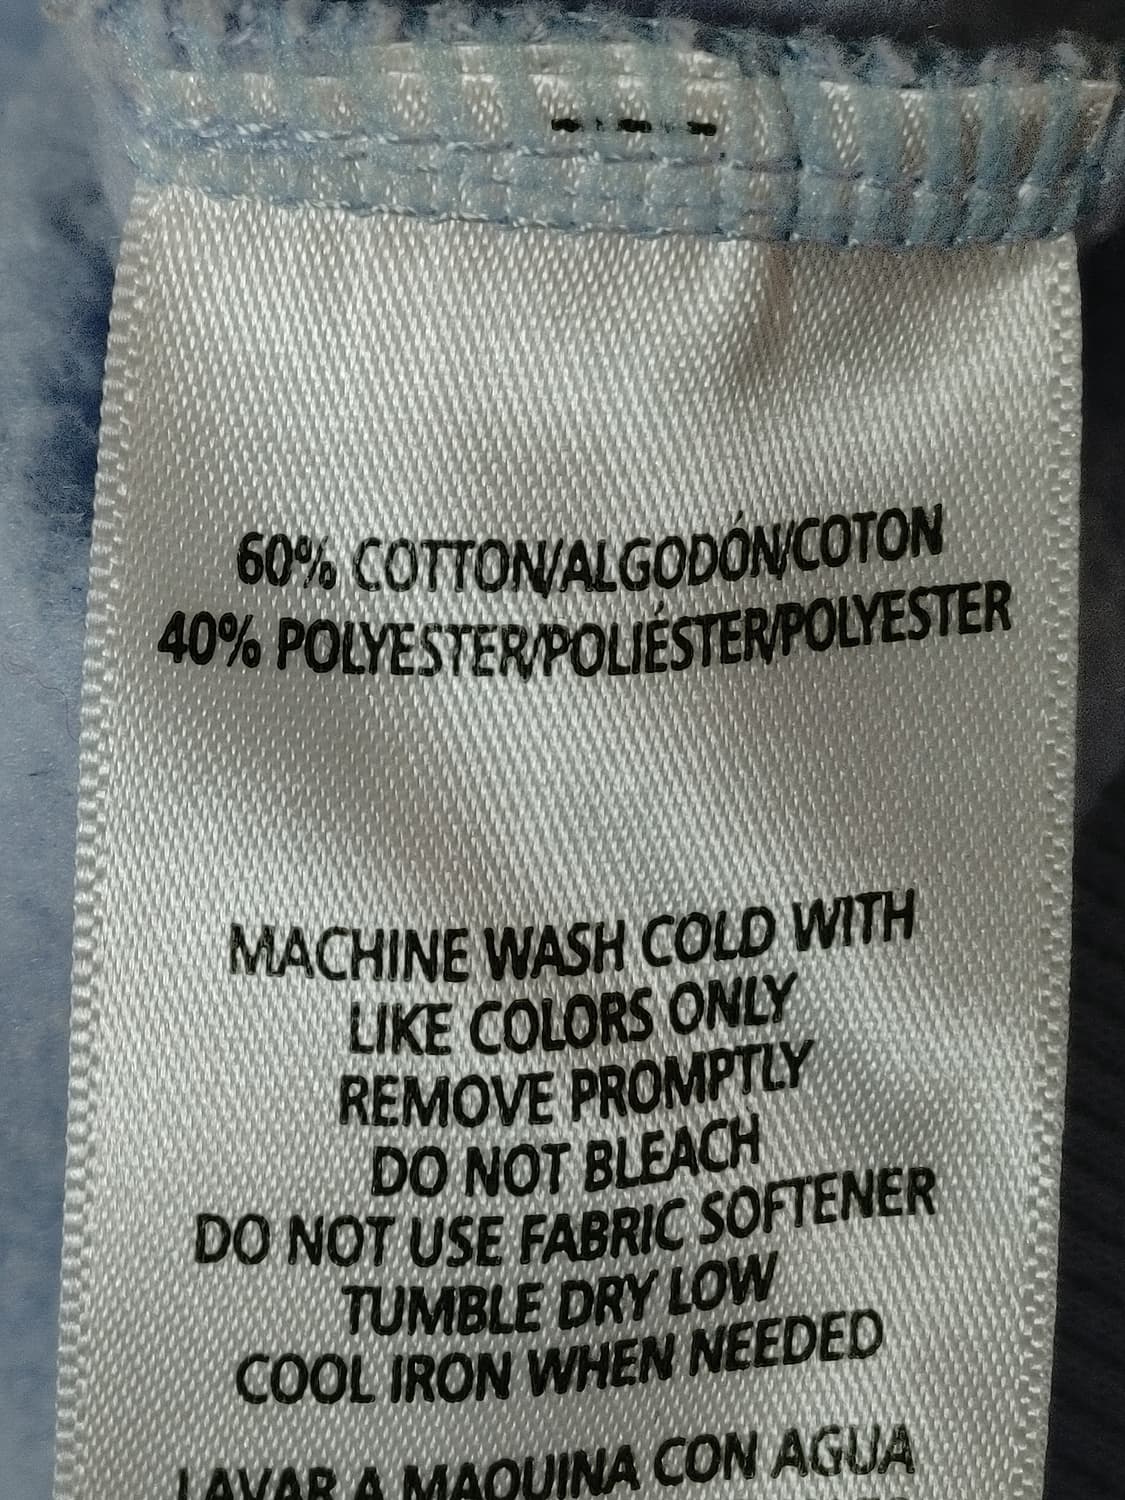 60% COTTON/ALGODÓN/COTON
40% POLYESTER/POLIÉSTER/POLYESTER
MACHINE WASH COLD WITH
LIKE COLORS ONLY
REMOVE PROMPTLY
DO NOT BLEACH
DO NOT USE FABRIC SOFTENER
TUMBLE DRY LOW
COOL IRON WHEN NEEDED
LAVAR A MAQUINA CON AGUA